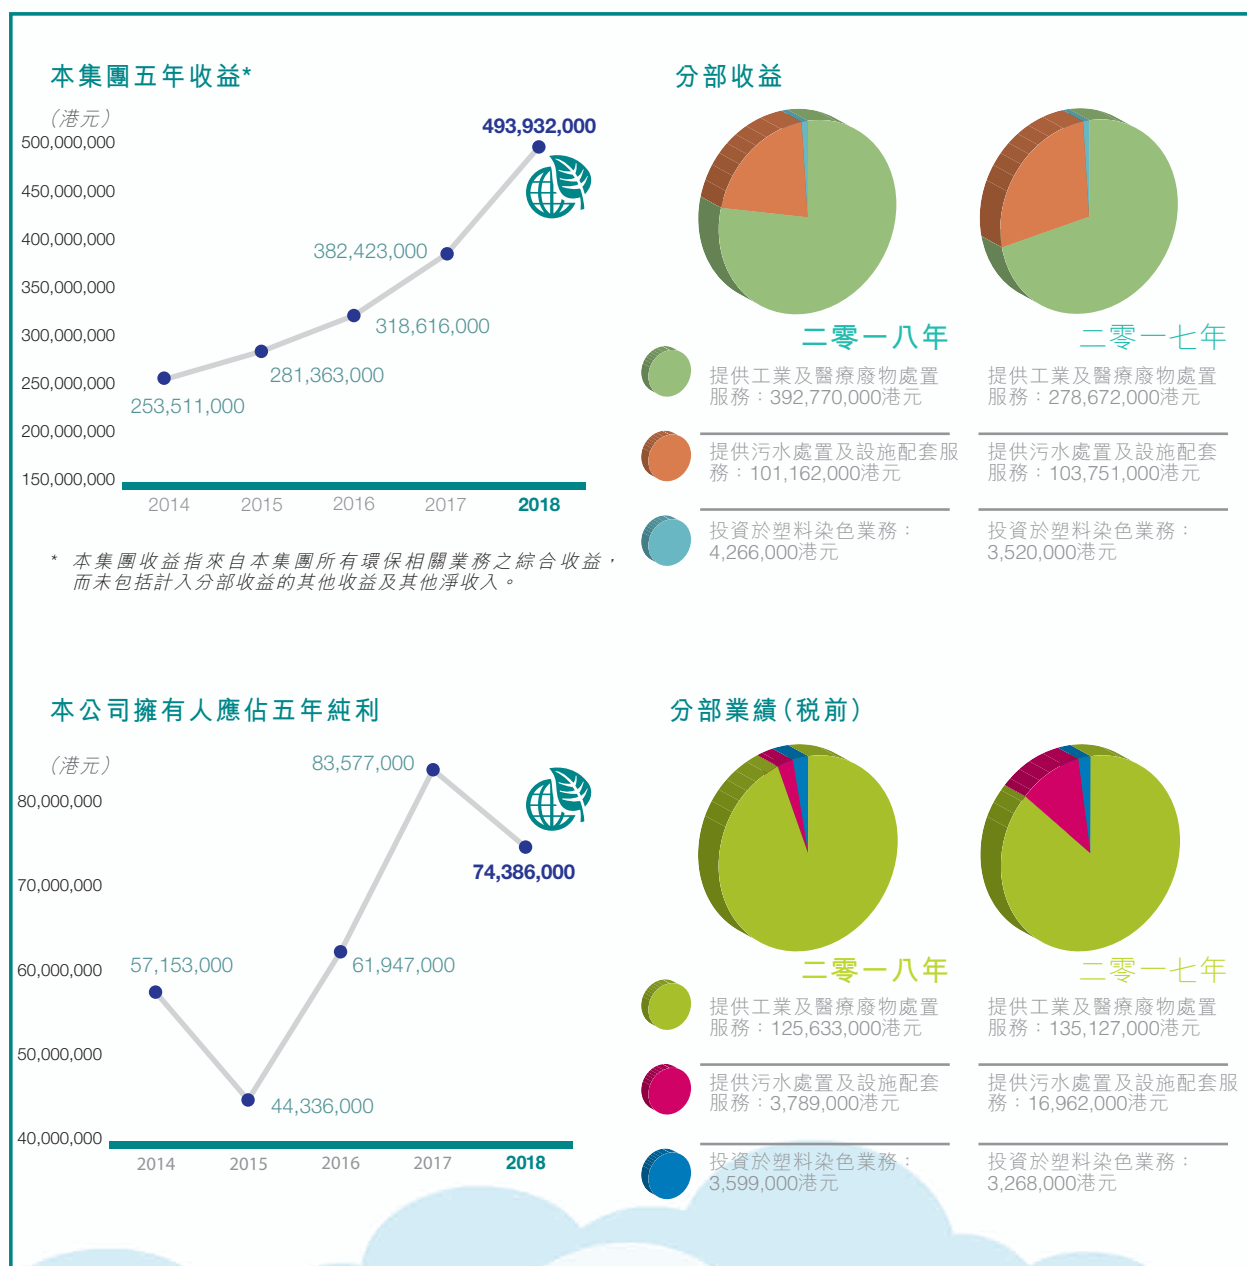 本集團五年收益*
（港元）
500,000,000
450,000,000
400,000,000
350,000,000
300,000,000
250,000,000
200,000,000
150,000,000
253,511,000
281,363,000
318,616,000
382,423,000
493,932,000
2014
2015
2016
2017
2018
* 本集團收益指來自本集團所有環保相關業務之綜合收益，
而未包括計入分部收益的其他收益及其他淨收入。
分部收益
二零一八年
提供工業及醫療廢物處置
服務：392,770,000港元
提供污水處置及設施配套服
務：101,162,000港元
投資於塑料染色業務：
4,266,000港元
二零一七年
提供工業及醫療廢物處置
服務：278,672,000港元
提供污水處置及設施配套
服務：103,751,000港元
投資於塑料染色業務：
3,520,000港元
本公司擁有人應佔五年純利
（港元）
80,000,000
70,000,000
60,000,000
50,000,000
40,000,000
57,153,000
44,336,000
61,947,000
83,577,000
74,386,000
2014
2015
2016
2017
2018
分部業績（税前）
二零一八年
提供工業及醫療廢物處置
服務：125,633,000港元
提供污水處置及設施配套
服務：3,789,000港元
投資於塑料染色業務：
3,599,000港元
二零一七年
提供工業及醫療廢物處置
服務：135,127,000港元
提供污水處置及設施配套服
務：16,962,000港元
投資於塑料染色業務：
3,268,000港元